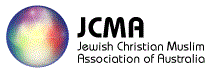 JCMA
Jewish Christian Muslim
Association of Australia